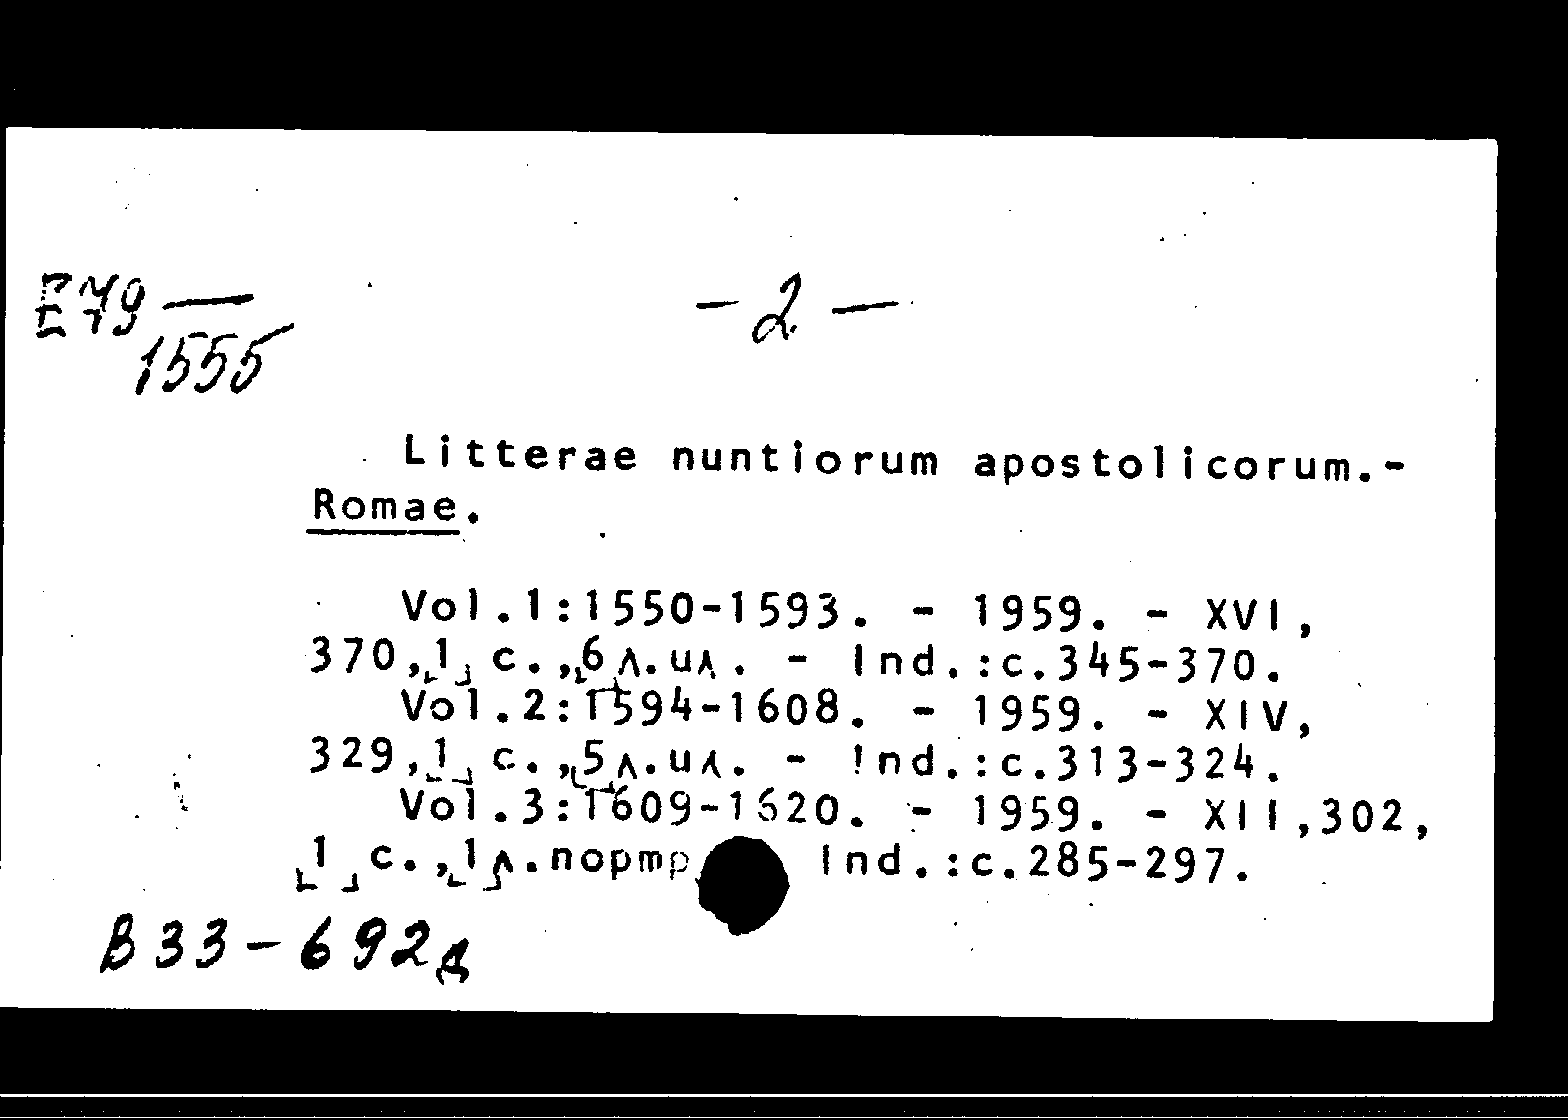 E79—
1555
— 2 —
Litterae nuntiorum apostolicorum.-
Romae.
Vol.1:1550-1593. - 1959. - XVI,
370,[1] с.,[6]л.ил. - Ind.:с.345-370.
Vol.2:1594-1608. - 1959. - XIV,
329,[1] с.,[5]л.ил. - Ind.:с.313-324.
Vol.3:1609-1620. - 1959. - XII,302,
[1] с.,[1]л.портр Ind.:с.285-297.
В33-692д